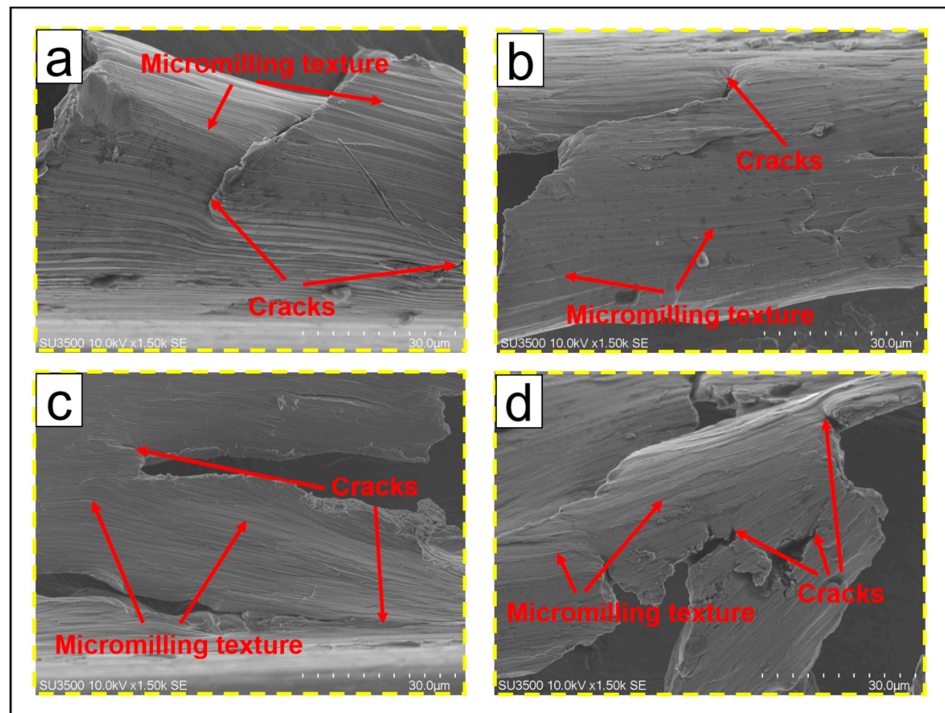 a
Micromilling texture
Cracks
SU3500 10.0kV x1.50k SE
30.0μm
b
Cracks
Micromilling texture
SU3500 10.0kV x1.50k SE
30.0μm
c
Cracks
Micromilling texture
SU3500 10.0kV x1.50k SE
30.0μm
d
Micromilling texture
Cracks
SU3500 10.0kV x1.50k SE
30.0μm